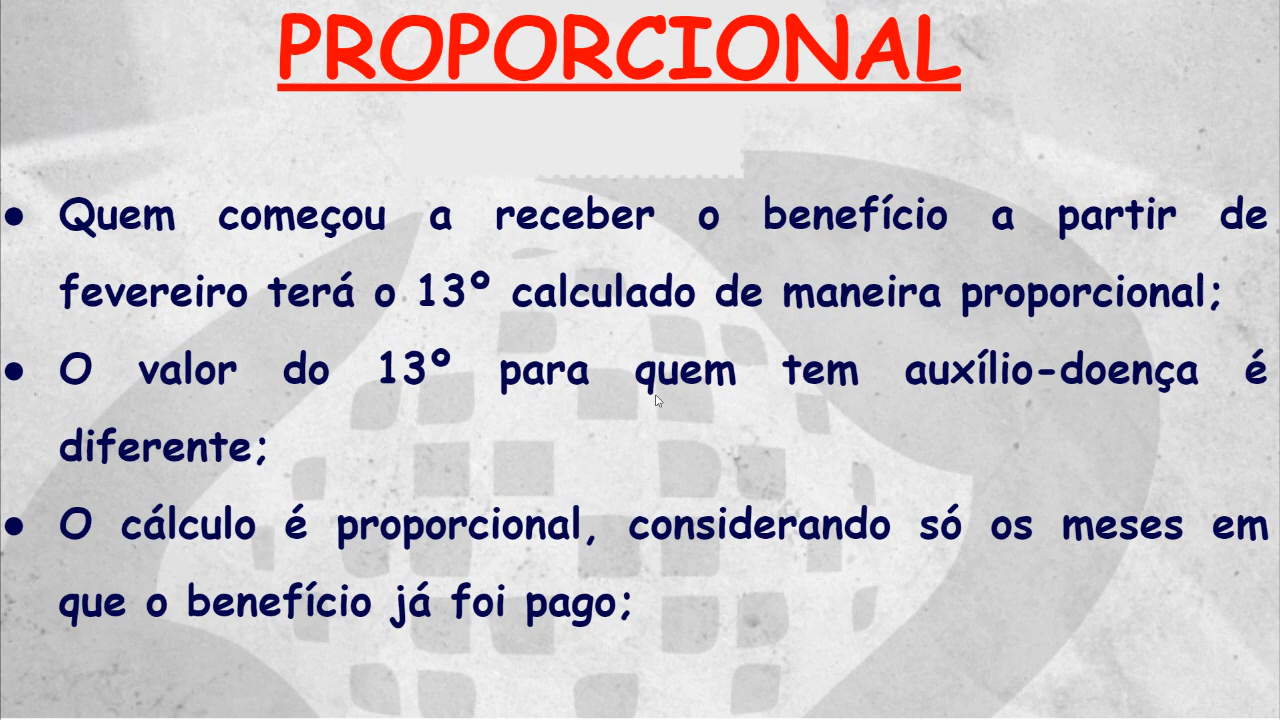 PROPORCIONAL
● Quem começou a receber o benefício a partir de
fevereiro terá o 13º calculado de maneira proporcional;
● O valor do 13º para quem tem auxílio-doença é
diferente;
● O cálculo é proporcional, considerando só os meses em
que o benefício já foi pago;